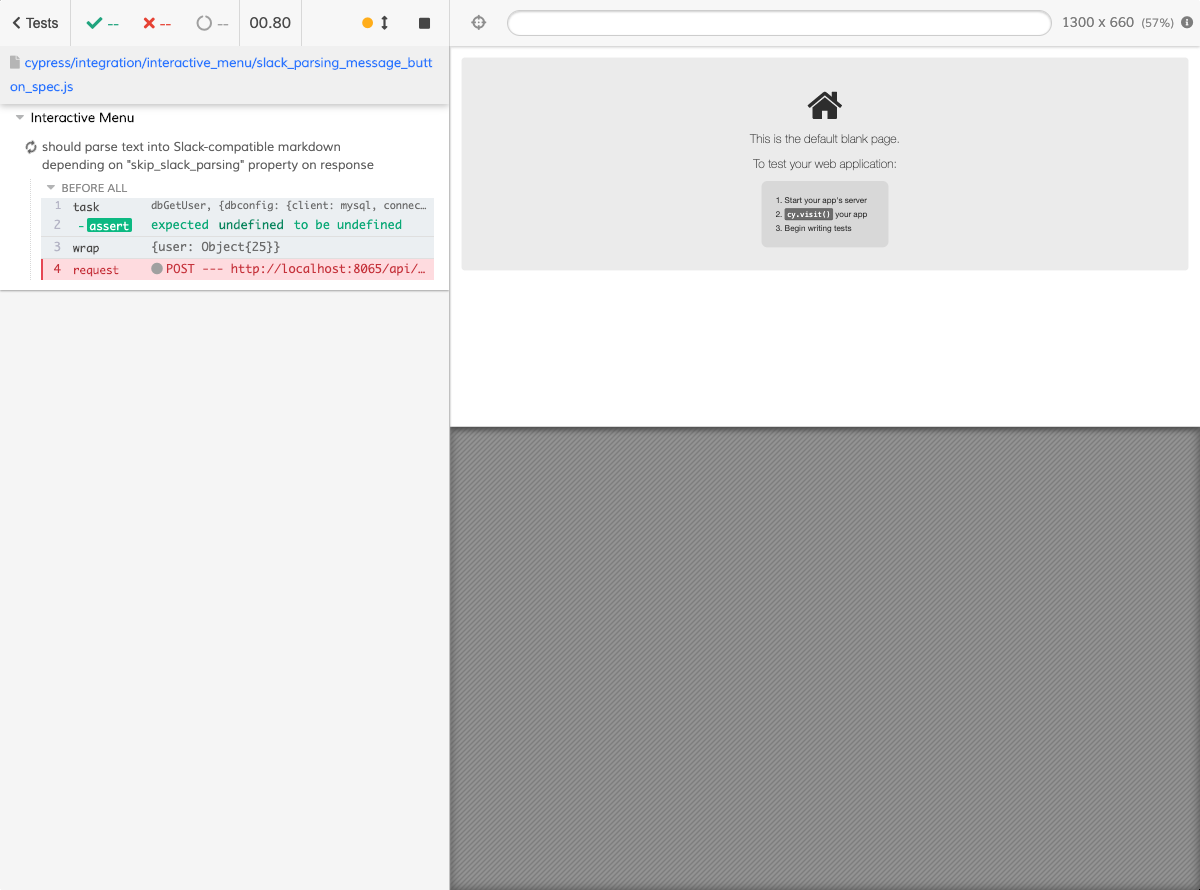 Tests
--
--
--
00.80
1300 x 660 (57%)
cypress/integration/interactive_menu/slack_parsing_message_butt
on_spec.js
Interactive Menu
should parse text into Slack-compatible markdown
depending on "skip_slack_parsing" property on response
BEFORE ALL
1 task dbGetUser, {dbconfig: {client: mysql, connec…
2 -assert expected undefined to be undefined
3 wrap {user: Object{25}}
4 request POST --- http://localhost:8065/api/…
This is the default blank page.
To test your web application:
1. Start your app's server
2. cy.visit() your app
3. Begin writing tests